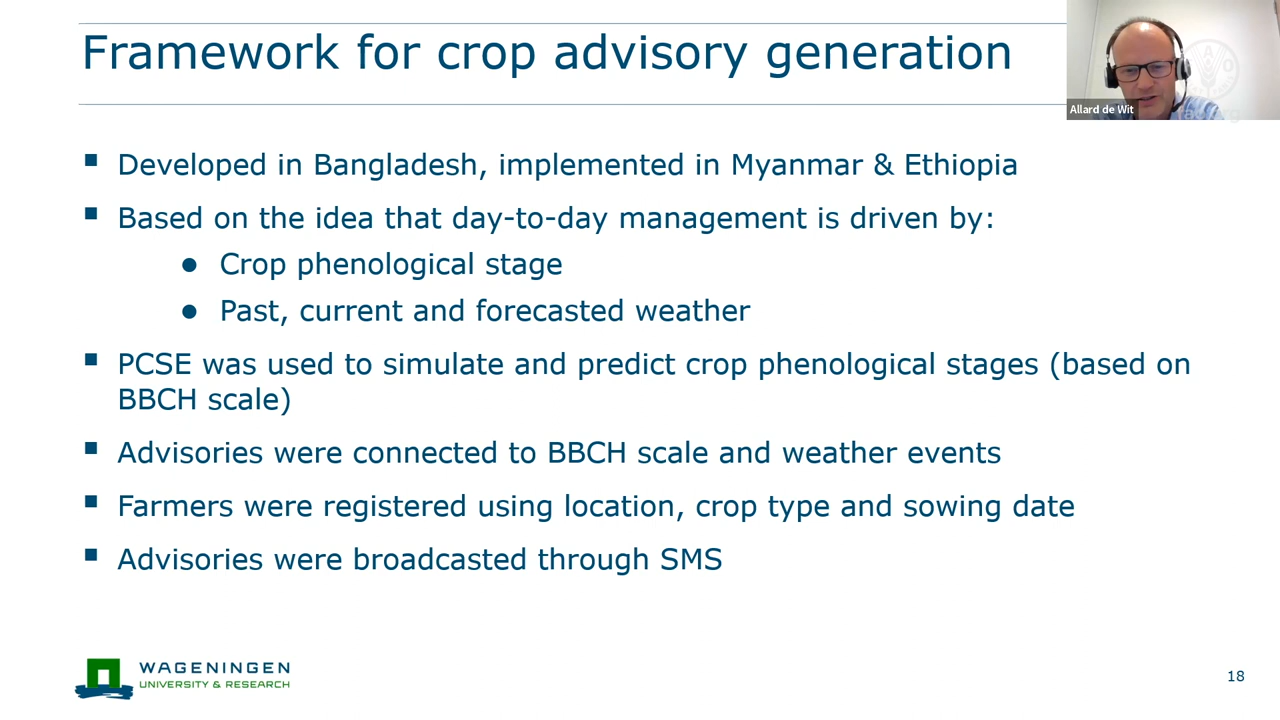 Framework for crop advisory generation
Allard de Wit
Developed in Bangladesh, implemented in Myanmar & Ethiopia
Based on the idea that day-to-day management is driven by:
Crop phenological stage
Past, current and forecasted weather
PCSE was used to simulate and predict crop phenological stages (based on
BBCH scale)
Advisories were connected to BBCH scale and weather events
Farmers were registered using location, crop type and sowing date
Advisories were broadcasted through SMS
WAGENINGEN
UNIVERSITY & RESEARCH
18